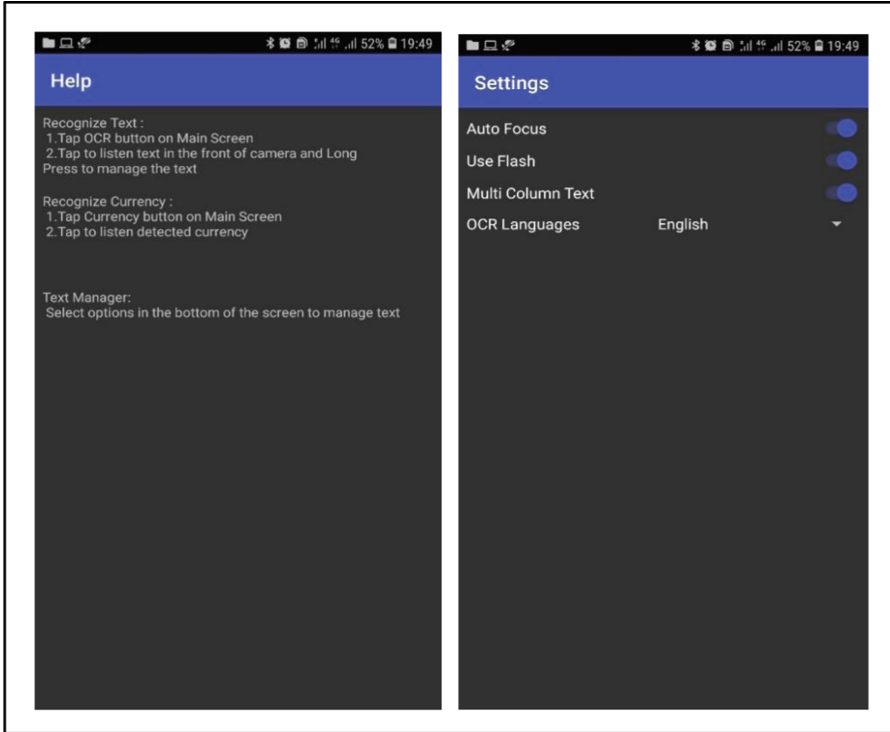 52% 19:49
Help
Recognize Text :
1.Tap OCR button on Main Screen
2.Tap to listen text in the front of camera and Long
Press to manage the text
Recognize Currency :
1.Tap Currency button on Main Screen
2.Tap to listen detected currency
Text Manager:
Select options in the bottom of the screen to manage text
4G 52% 19:49
Settings
Auto Focus
Use Flash
Multi Column Text
OCR Languages English